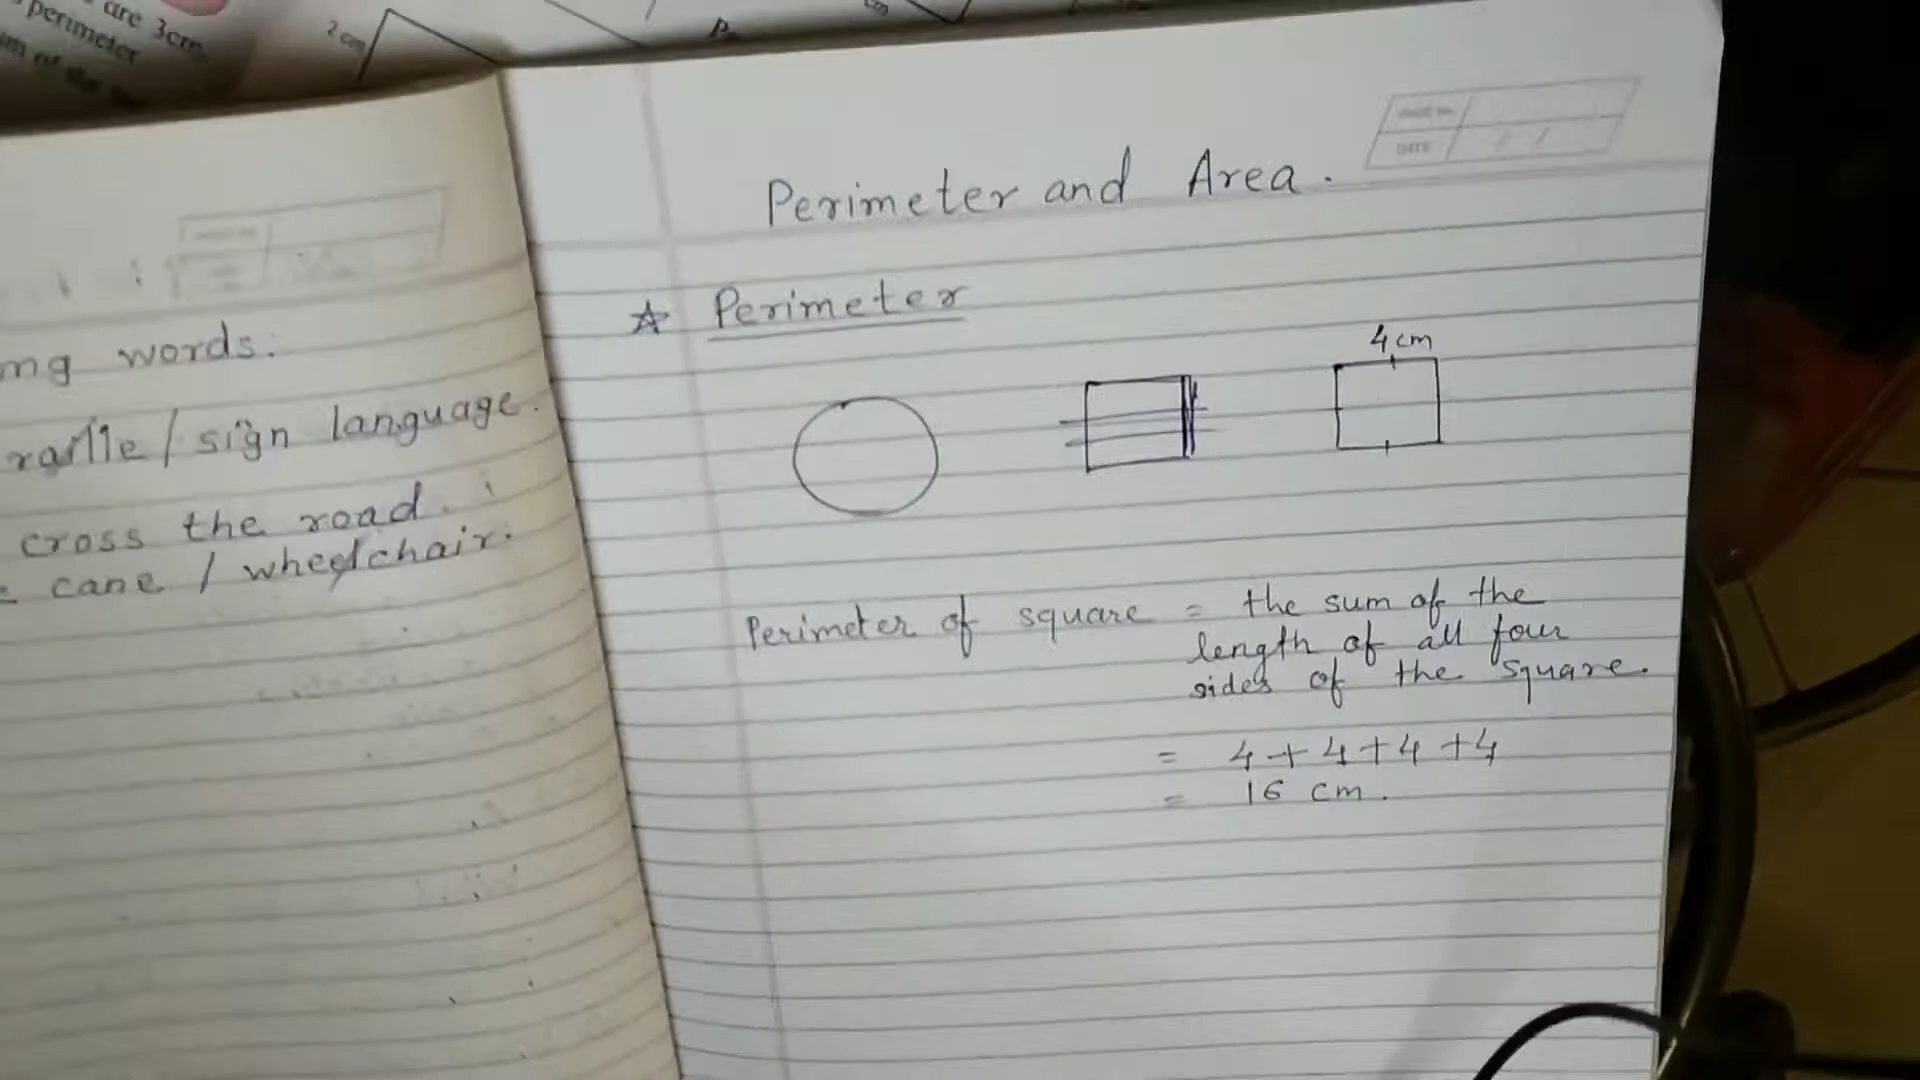 are 3cm
perimeter
2 cm
cm
Perimeter and Area.
DATE
☆ Perimeter
4cm
Perimeter of square = the sum of the
length of all four
sides of the square.
= 4+4+4+4
= 16 cm.
words.
/ sign language.
cross the road.
cane / wheelchair.